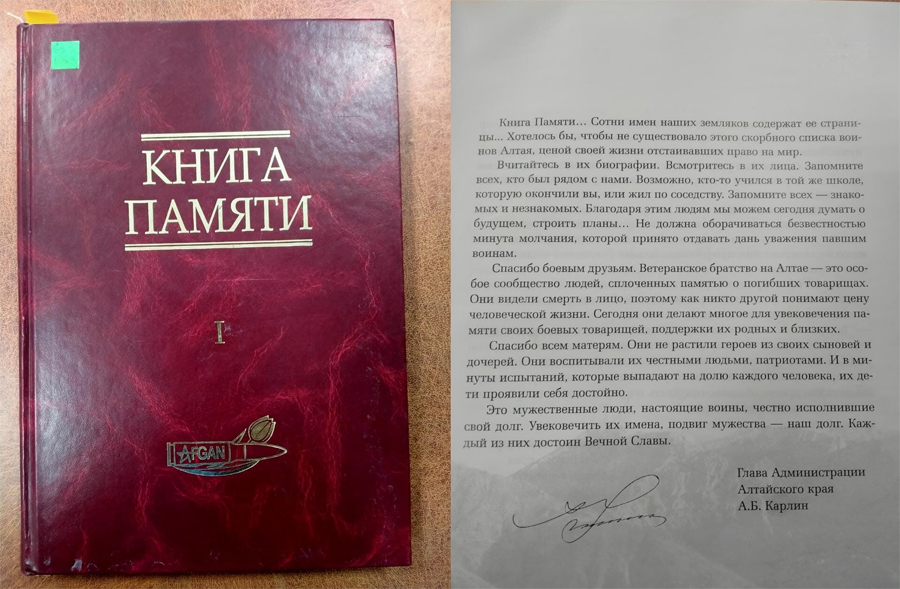 КНИГА
ПАМЯТИ
I
AFGAN
Книга Памяти... Сотни имен наших земляков содержат ее страни-
цы... Хотелось бы, чтобы не существовало этого скорбного списка вои-
нов Алтая, ценой своей жизни отстаивавших право на мир.
Вчитайтесь в их биографии. Всмотритесь в их лица. Запомните
всех, кто был рядом с нами. Возможно, кто-то учился в той же школе,
которую окончили вы, или жил по соседству. Запомните всех — знако-
мых и незнакомых. Благодаря этим людям мы можем сегодня думать о
будущем, строить планы... Не должна оборачиваться безвестностью
минута молчания, которой принято отдавать дань уважения павшим
воинам.
Спасибо боевым друзьям. Ветеранское братство на Алтае — это осо-
бое сообщество людей, сплоченных памятью о погибших товарищах.
Они видели смерть в лицо, поэтому как никто другой понимают цену
человеческой жизни. Сегодня они делают многое для увековечения па-
мяти своих боевых товарищей, поддержки их родных и близких.
Спасибо всем матерям. Они не растили героев из своих сыновей и
дочерей. Они воспитывали их честными людьми, патриотами. И в ми-
нуты испытаний, которые выпадают на долю каждого человека, их де-
ти проявили себя достойно.
Это мужественные люди, настоящие воины, честно исполнившие
свой долг. Увековечить их имена, подвиг мужества — наш долг. Каж-
дый из них достоин Вечной Славы.
Глава Администрации
Алтайского края
А.Б. Карлин